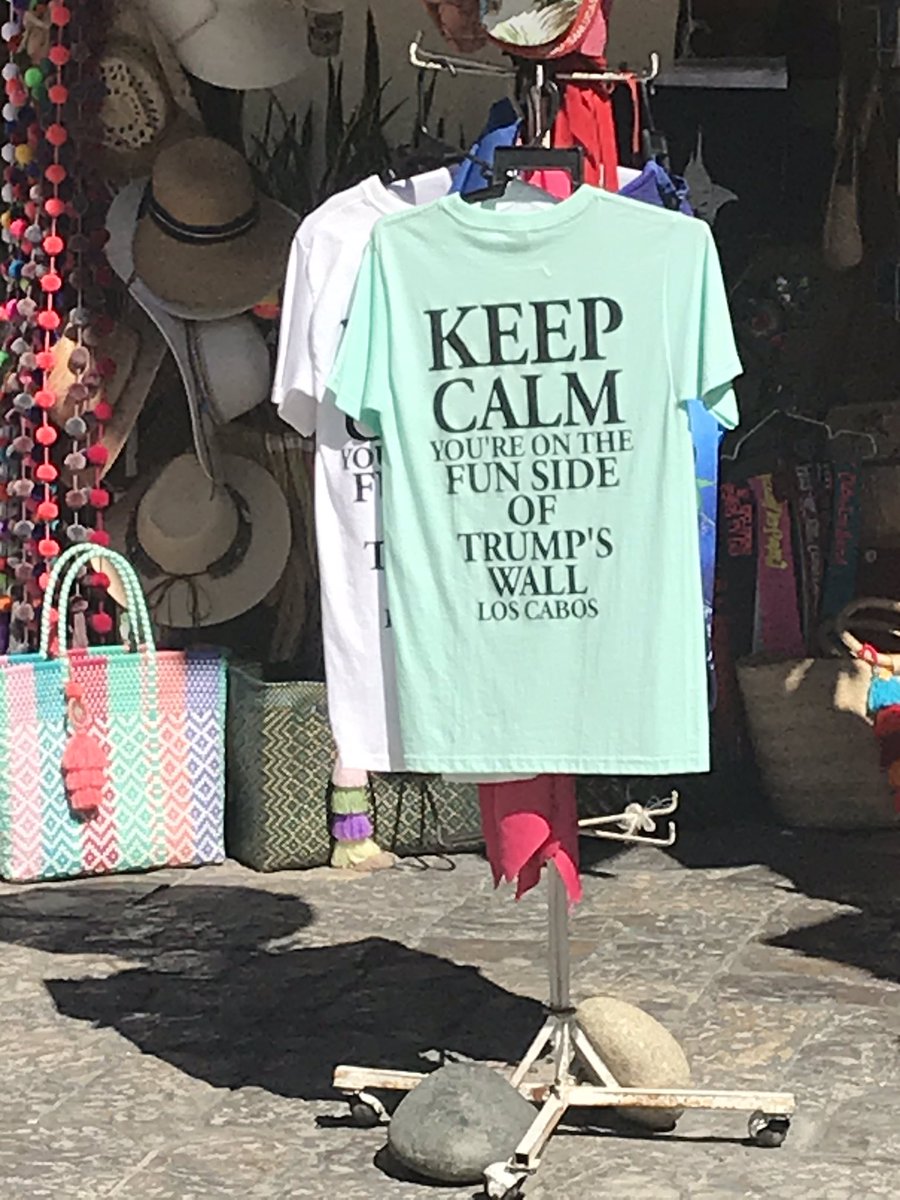 KEEP
CALM
YOU'RE ON THE
FUN SIDE
OF
TRUMP'S
WALL
LOS CABOS